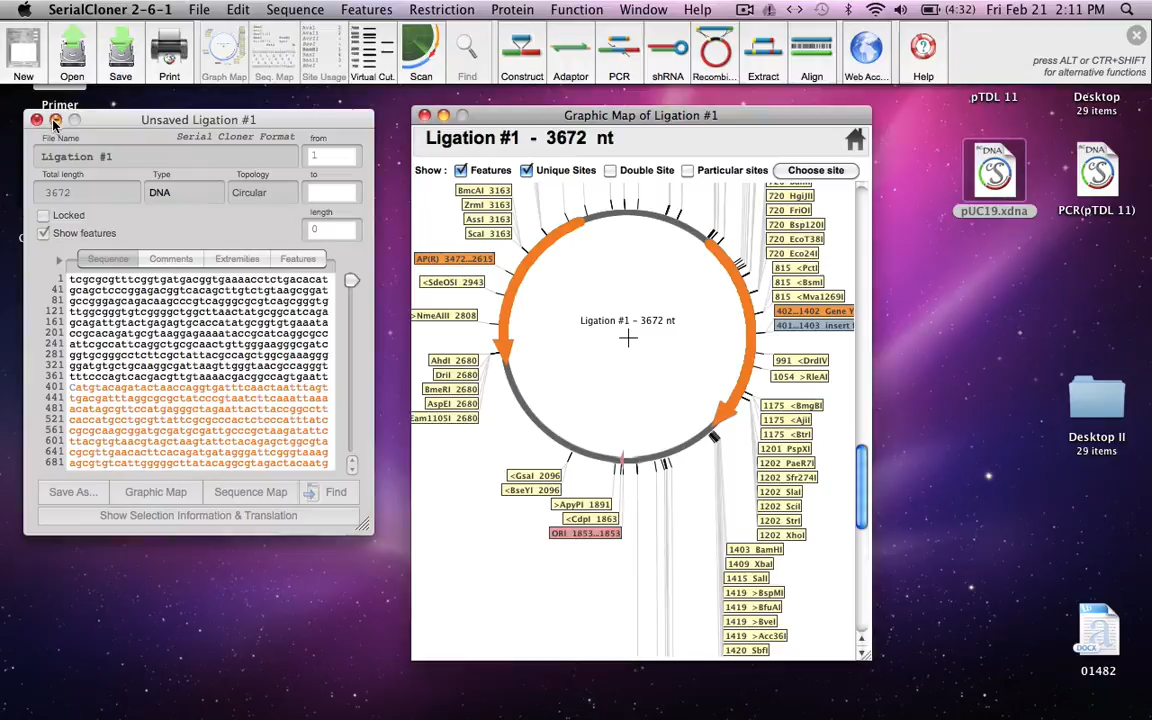 SerialCloner 2-6-1 File Edit Sequence Features Restriction Protein Function Window Help (4:32) Fri Feb 21 2:11 PM
New Open Save Print Graph Map Seq. Map Site Usage Virtual Cut. Scan Find Construct Adaptor PCR shRNA Recombi... Extract Align Web Acc... Help
press ALT or CTR+SHIFT
for alternative functions
Primer
pTDL 11
Desktop
29 items
pUC19.xdna
PCR(pTDL 11)
Desktop II
29 items
DOCX
01482
Unsaved Ligation #1
File Name
Serial Cloner Format
from
Ligation #1
1
Total length
Type
Topology
to
3672
DNA
Circular
Locked
length
Show features
0
Sequence Comments Extremities Features
1 tcgcgcgtttcggtgatgacggtgaaaacctctgacacat
41 gcagctcccggagacggtcacagcttgtctgtaagcggat
81 gccgggagcagacaagcccgtcagggcgcgtcagcgggtg
121 ttggcgggtgtcggggctggcttaactatgcggcatcaga
161 gcagattgtactgagagtgcaccatatgcggtgtgaaata
201 ccgcacagatgcgtaaggagaaaataccgcatcaggcgcc
241 attcgccattcaggctgcgcaactgttgggaagggcgatc
281 ggtgcgggcctcttcgctattacgccagctggcgaaaggg
321 ggatgtgctgcaaggcgattaagttgggtaacgccagggt
361 tttcccagtcacgacgttgtaaaacgacggccagtgaatt
401 Catgtacagatactaaccaggtgatttcaactaatttagt
441
481
521
561
601
641
681
Save As... Graphic Map Sequence Map Find
Show Selection Information & Translation
Graphic Map of Ligation #1
Ligation #1 - 3672 nt
Show : Features Unique Sites Double Site Particular sites Choose site
BmcAI 3163
ZrmI 3163
AssI 3163
ScaI 3163
AP(R) 3472...2615
<SdeOSI 2943
>NmeAIII 2808
AhdI 2680
DriI 2680
BmeRI 2680
AspEI 2680
Eam1105I 2680
<GsaI 2096
<BseYI 2096
>ApyPI 1891
<CdpI 1863
ORI 1853...1853
Ligation #1 - 3672 nt
720 HgiJII
720 FriOI
720 Bsp120I
720 EcoT38I
720 Eco24I
815 <PctI
815 <BsmI
815 <Mva1269I
402...1402 Gene Y
401...1403 insert
991 <DrdIV
1054 >RleAI
1175 <BmgBI
1175 <AjiI
1175 <BtrI
1201 PspXI
1202 PaeR7I
1202 Sfr274I
1202 SlaI
1202 SciI
1202 StrI
1202 XhoI
1403 BamHI
1409 XbaI
1415 SalI
1419 >BspMI
1419 >BfuAI
1419 >BveI
1419 >Acc36I
1420 SbfI